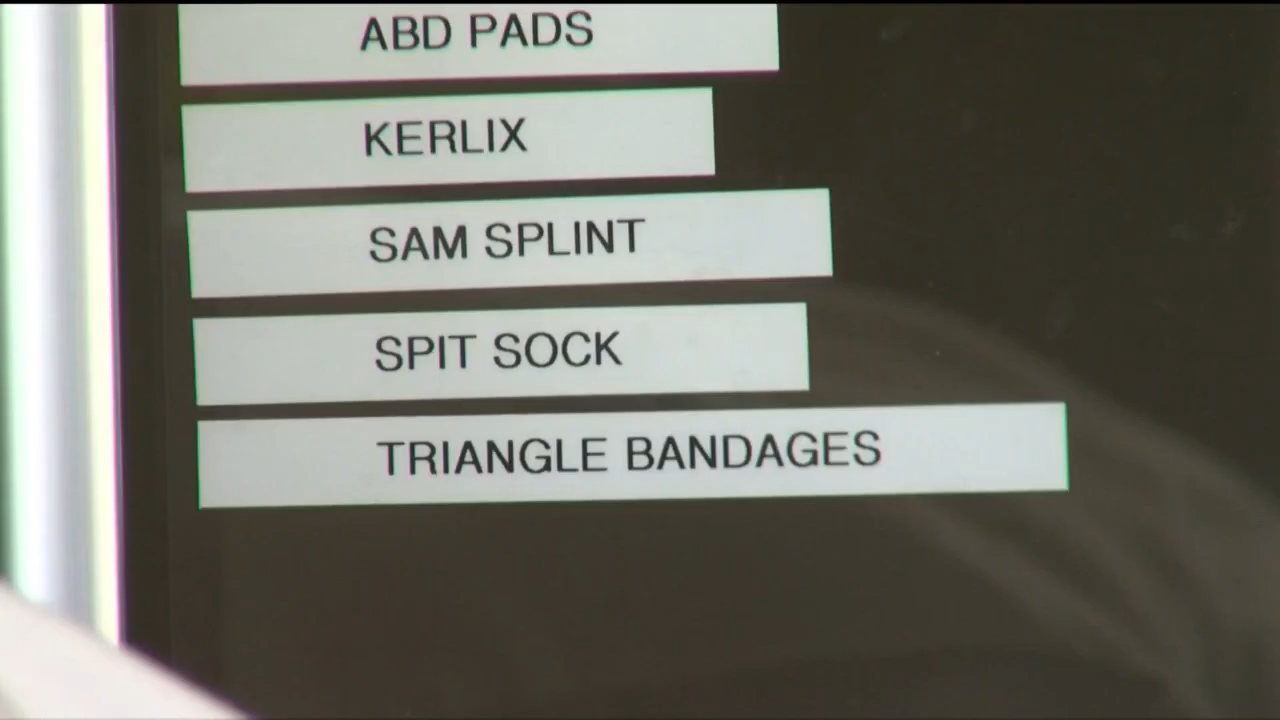 ABD PADS
KERLIX
SAM SPLINT
SPIT SOCK
TRIANGLE BANDAGES